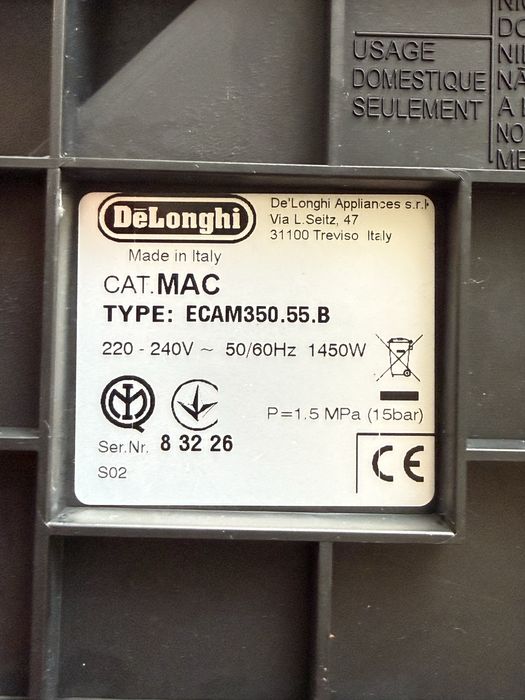 USAGE
DOMESTIQUE
SEULEMENT
DeLonghi
De'Longhi Appliances s.r.l
Via L.Seitz, 47
31100 Treviso Italy
Made in Italy
CAT.MAC
TYPE: ECAM350.55.B
220 - 240V ~ 50/60Hz 1450W
P=1.5 MPa (15bar)
Ser.Nr. 8 32 26
S02
CE